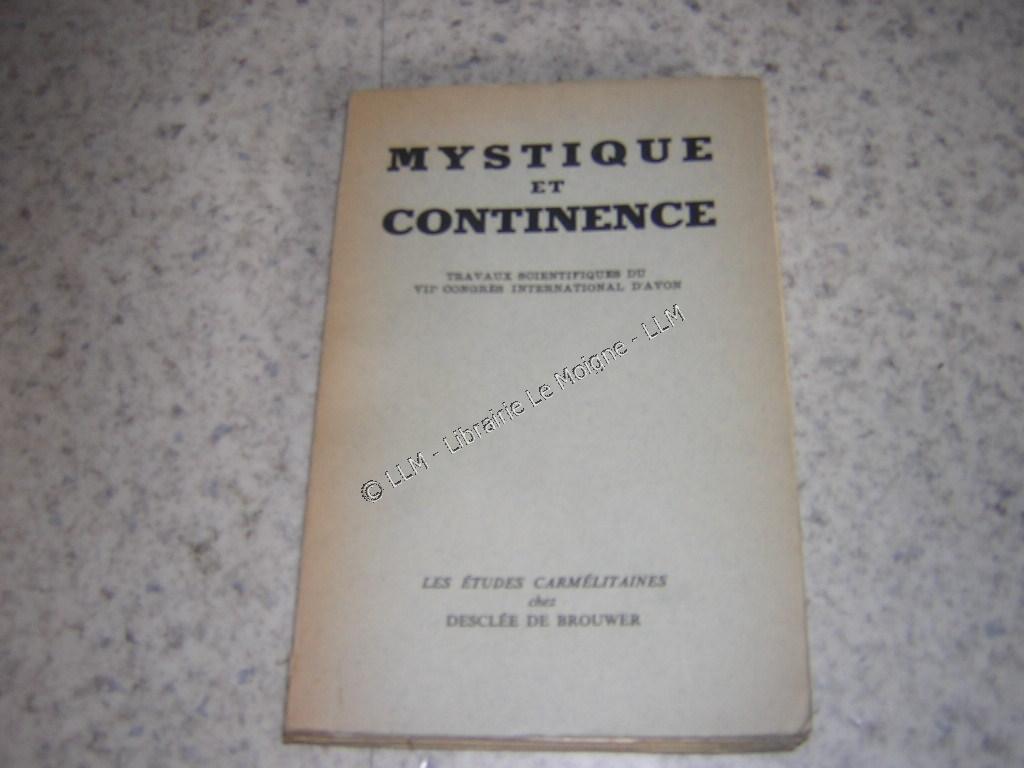 MYSTIQUE
ET
CONTINENCE
TRAVAUX SCIENTIFIQUES DU
VIIe CONGRÈS INTERNATIONAL D'AVON
© LLM - Librairie Le Moigne - LLM
LES ÉTUDES CARMÉLITAINES
chez
DESCLÉE DE BROUWER